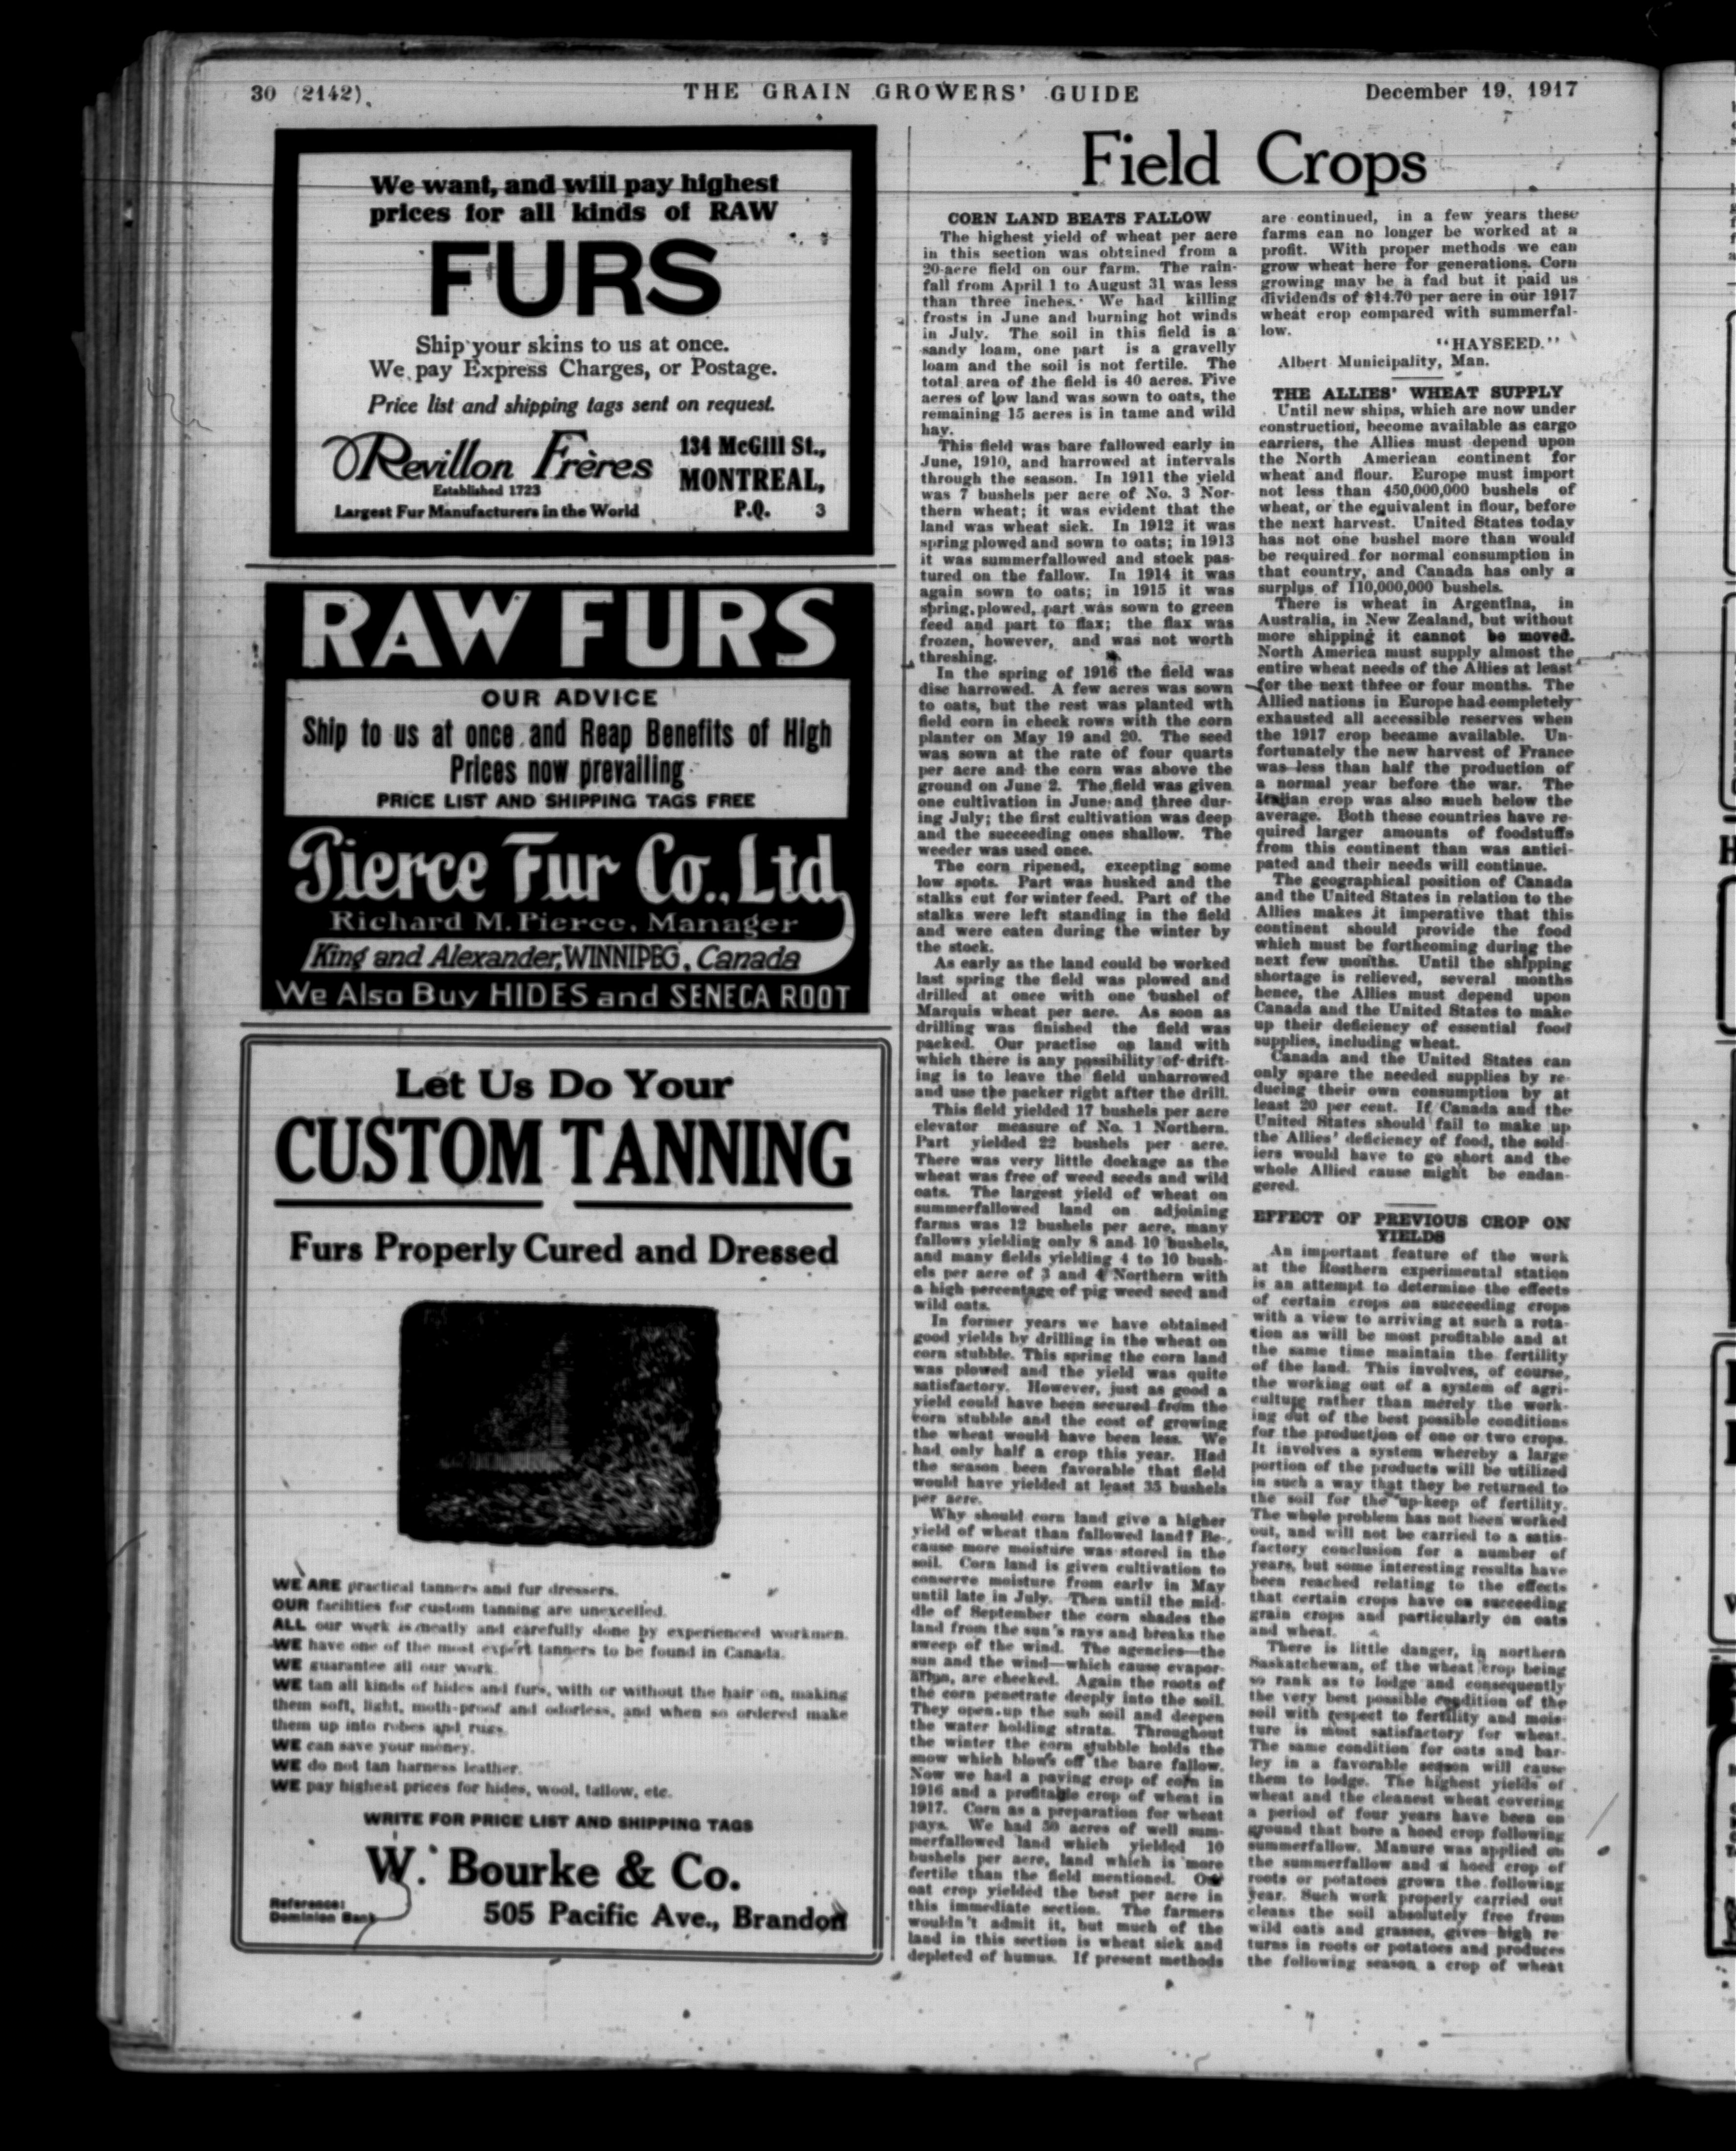 30 (2142)
THE GRAIN GROWERS' GUIDE
December 19, 1917
We want, and will pay highest
prices for all kinds of RAW
FURS
Ship your skins to us at once.
We pay Express Charges, or Postage.
Price list and shipping tags sent on request.
Revillon Frères
Established 1723
Largest Fur Manufacturers in the World
134 McGill St.,
MONTREAL,
P.Q. 3
RAW FURS
OUR ADVICE
Ship to us at once and Reap Benefits of High
Prices now prevailing
PRICE LIST AND SHIPPING TAGS FREE
Pierce Fur Co., Ltd.
Richard M. Pierce, Manager
King and Alexander, WINNIPEG, Canada
We Also Buy HIDES and SENECA ROOT
Let Us Do Your
CUSTOM TANNING
Furs Properly Cured and Dressed
WE ARE practical tanners and fur dressers.
OUR facilities for custom tanning are unexcelled.
ALL our work is neatly and carefully done by experienced workmen.
WE have one of the most expert tanners to be found in Canada.
WE guarantee all our work.
WE tan all kinds of hides and furs, with or without the hair on, making
them soft, light, moth-proof and odorless, and when so ordered make
them up into robes and rugs.
WE can save your money.
WE do not tan harness leather.
WE pay highest prices for hides, wool, tallow, etc.
WRITE FOR PRICE LIST AND SHIPPING TAGS
W. Bourke & Co.
Reference:
Dominion Bank
505 Pacific Ave., Brandon
Field Crops
CORN LAND BEATS FALLOW
The highest yield of wheat per acre
in this section was obtained from a
20-acre field on our farm. The rain-
fall from April 1 to August 31 was less
than three inches. We had killing
frosts in June and burning hot winds
in July. The soil in this field is a
sandy loam, one part is a gravelly
loam and the soil is not fertile. The
total area of the field is 40 acres. Five
acres of low land was sown to oats, the
remaining 15 acres is in tame and wild
hay.
This field was bare fallowed early in
June, 1910, and harrowed at intervals
through the season. In 1911 the yield
was 7 bushels per acre of No. 3 Nor-
thern wheat; it was evident that the
land was wheat sick. In 1912 it was
spring plowed and sown to oats; in 1913
it was summerfallowed and stock pas-
tured on the fallow. In 1914 it was
again sown to oats; in 1915 it was
spring plowed, part was sown to green
feed and part to flax; the flax was
frozen, however, and was not worth
threshing.
In the spring of 1916 the field was
disc harrowed. A few acres was sown
to oats, but the rest was planted wth
field corn in check rows with the corn
planter on May 19 and 20. The seed
was sown at the rate of four quarts
per acre and the corn was above the
ground on June 2. The field was given
one cultivation in June and three dur-
ing July; the first cultivation was deep
and the succeeding ones shallow. The
weeder was used once.
The corn ripened, excepting some
low spots. Part was husked and the
stalks cut for winter feed. Part of the
stalks were left standing in the field
and were eaten during the winter by
the stock.
As early as the land could be worked
last spring the field was plowed and
drilled at once with one bushel of
Marquis wheat per acre. As soon as
drilling was finished the field was
packed. Our practise on land with
which there is any possibility of drift-
ing is to leave the field unharrowed
and use the packer right after the drill.
This field yielded 17 bushels per acre
elevator measure of No. 1 Northern.
Part yielded 22 bushels per acre.
There was very little dockage as the
wheat was free of weed seeds and wild
oats. The largest yield of wheat on
summerfallowed land on adjoining
farms was 12 bushels per acre, many
fallows yielding only 8 and 10 bushels,
and many fields yielding 4 to 10 bush-
els per acre of 3 and 4 Northern with
a high percentage of pig weed seed and
wild oats.
In former years we have obtained
good yields by drilling in the wheat on
corn stubble. This spring the corn land
was plowed and the yield was quite
satisfactory. However, just as good a
yield could have been secured from the
corn stubble and the cost of growing
the wheat would have been less. We
had only half a crop this year. Had
the season been favorable that field
would have yielded at least 35 bushels
per acre.
Why should corn land give a higher
yield of wheat than fallowed land? Be-
cause more moisture was stored in the
soil. Corn land is given cultivation to
conserve moisture from early in May
until late in July. Then until the mid-
dle of September the corn shades the
land from the sun's rays and breaks the
sweep of the wind. The agencies—the
sun and the wind—which cause evapor-
ation, are checked. Again the roots of
the corn penetrate deeply into the soil.
They open up the sub soil and deepen
the water holding strata. Throughout
the winter the corn stubble holds the
snow which blows off the bare fallow.
Now we had a paying crop of corn in
1916 and a profitable crop of wheat in
1917. Corn as a preparation for wheat
pays. We had 50 acres of well sum-
merfallowed land which yielded 10
bushels per acre, land which is more
fertile than the field mentioned. Our
oat crop yielded the best per acre in
this immediate section. The farmers
wouldn't admit it, but much of the
land in this section is wheat sick and
depleted of humus. If present methods
are continued, in a few years these
farms can no longer be worked at a
profit. With proper methods we can
grow wheat here for generations. Corn
growing may be a fad but it paid us
dividends of $14.70 per acre in our 1917
wheat crop compared with summerfal-
low.
"HAYSEED."
Albert Municipality, Man.
THE ALLIES' WHEAT SUPPLY
Until new ships, which are now under
construction, become available as cargo
carriers, the Allies must depend upon
the North American continent for
wheat and flour. Europe must import
not less than 450,000,000 bushels of
wheat, or the equivalent in flour, before
the next harvest. United States today
has not one bushel more than would
be required for normal consumption in
that country, and Canada has only a
surplus of 110,000,000 bushels.
There is wheat in Argentina, in
Australia, in New Zealand, but without
more shipping it cannot be moved.
North America must supply almost the
entire wheat needs of the Allies at least
for the next three or four months. The
Allied nations in Europe had completely
exhausted all accessible reserves when
the 1917 crop became available. Un-
fortunately the new harvest of France
was less than half the production of
a normal year before the war. The
Italian crop was also much below the
average. Both these countries have re-
quired larger amounts of foodstuffs
from this continent than was antici-
pated and their needs will continue.
The geographical position of Canada
and the United States in relation to the
Allies makes it imperative that this
continent should provide the food
which must be forthcoming during the
next few months. Until the shipping
shortage is relieved, several months
hence, the Allies must depend upon
Canada and the United States to make
up their deficiency of essential food
supplies, including wheat.
Canada and the United States can
only spare the needed supplies by re-
ducing their own consumption by at
least 20 per cent. If Canada and the
United States should fail to make up
the Allies' deficiency of food, the sold-
iers would have to go short and the
whole Allied cause might be endan-
gered.
EFFECT OF PREVIOUS CROP ON
YIELDS
An important feature of the work
at the Rosthern experimental station
is an attempt to determine the effects
of certain crops on succeeding crops
with a view to arriving at such a rota-
tion as will be most profitable and at
the same time maintain the fertility
of the land. This involves, of course,
the working out of a system of agri-
culture rather than merely the work-
ing out of the best possible conditions
for the production of one or two crops.
It involves a system whereby a large
portion of the products will be utilized
in such a way that they be returned to
the soil for the up-keep of fertility.
The whole problem has not been worked
out, and will not be carried to a satis-
factory conclusion for a number of
years, but some interesting results have
been reached relating to the effects
that certain crops have on succeeding
grain crops and particularly on oats
and wheat.
There is little danger, in northern
Saskatchewan, of the wheat crop being
so rank as to lodge and consequently
the very best possible condition of the
soil with respect to fertility and mois-
ture is most satisfactory for wheat.
The same condition for oats and bar-
ley in a favorable season will cause
them to lodge. The highest yields of
wheat and the cleanest wheat covering
a period of four years have been on
ground that bore a hoed crop following
summerfallow. Manure was applied on
the summerfallow and a hoed crop of
roots or potatoes grown the following
year. Such work properly carried out
cleans the soil absolutely free from
wild oats and grasses, gives high re-
turns in roots or potatoes and produces
the following season a crop of wheat